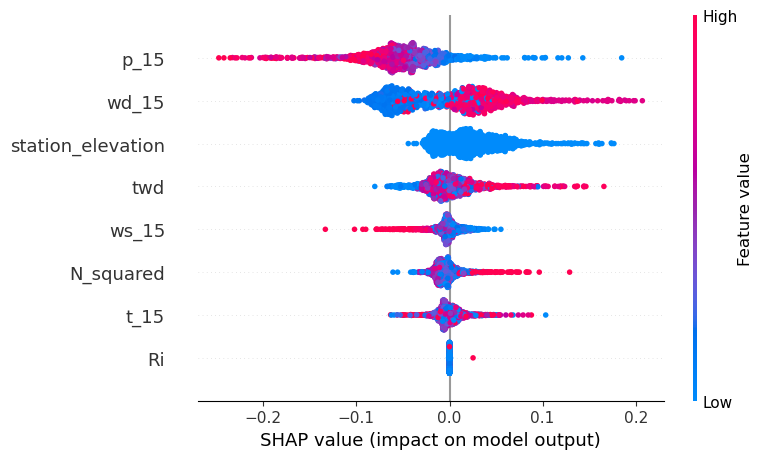 High
p_15
wd_15
station_elevation
twd
ws_15
N_squared
t_15
Ri
Feature value
Low
−0.2 −0.1 0.0 0.1 0.2
SHAP value (impact on model output)